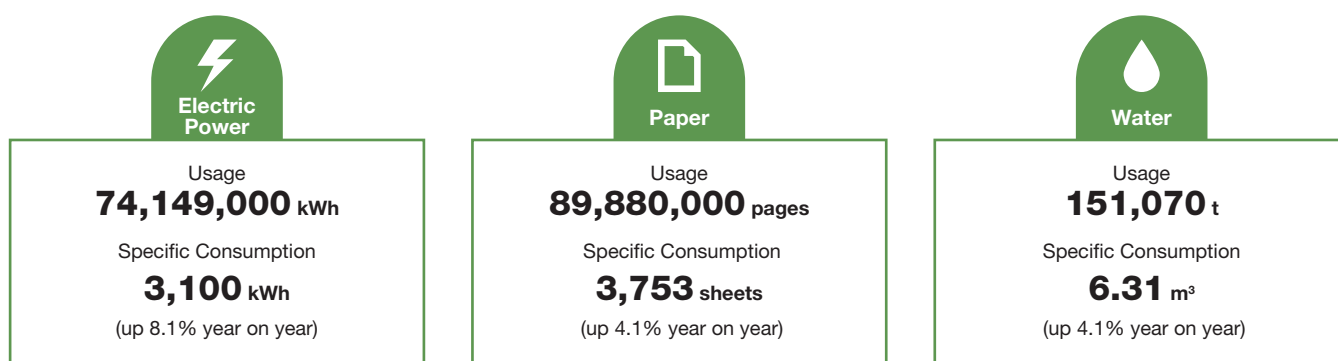 Electric
Power
Usage
74,149,000 kWh
Specific Consumption
3,100 kWh
(up 8.1% year on year)
Paper
Usage
89,880,000 pages
Specific Consumption
3,753 sheets
(up 4.1% year on year)
Water
Usage
151,070 t
Specific Consumption
6.31 m³
(up 4.1% year on year)